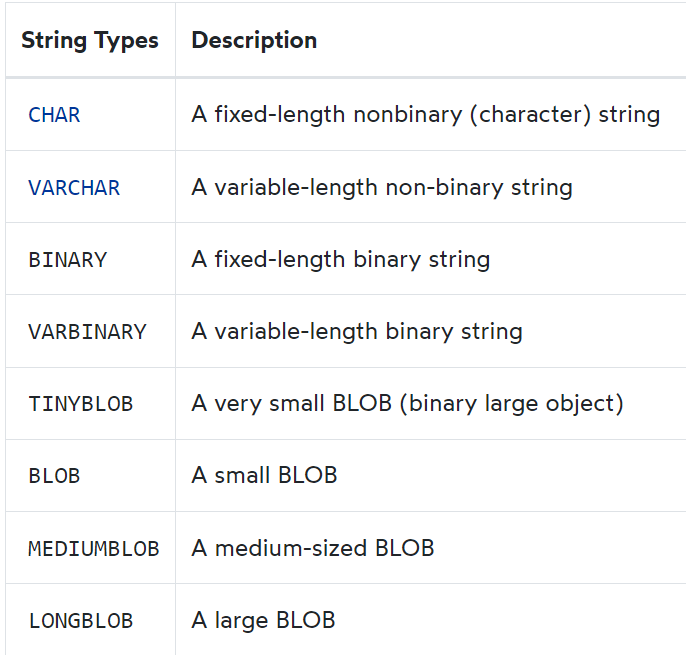 String Types Description
CHAR A fixed-length nonbinary (character) string
VARCHAR A variable-length non-binary string
BINARY A fixed-length binary string
VARBINARY A variable-length binary string
TINYBLOB A very small BLOB (binary large object)
BLOB A small BLOB
MEDIUMBLOB A medium-sized BLOB
LONGBLOB A large BLOB